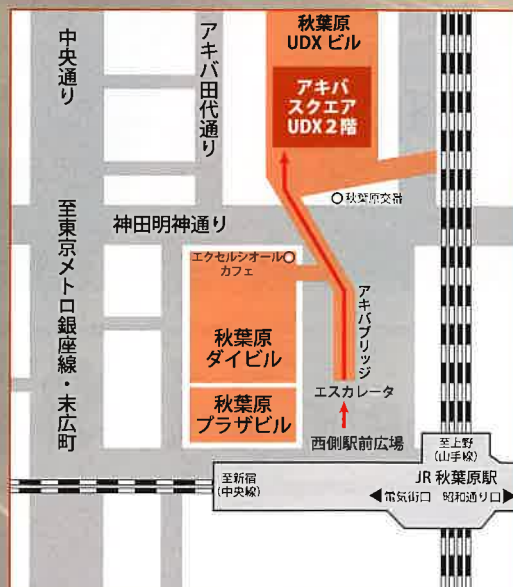 秋葉原
UDX ビル
アキバ
スクエア
UDX2階
中央通り
アキバ田代通り
秋葉原交番
神田明神通り
エクセルシオール
カフェ
至東京メトロ銀座線・末広町
アキバブリッジ
秋葉原
ダイビル
エスカレータ
秋葉原
プラザビル
西側駅前広場
至上野
(山手線)
至新宿
(中央線)
JR 秋葉原駅
電気街口 昭和通り口